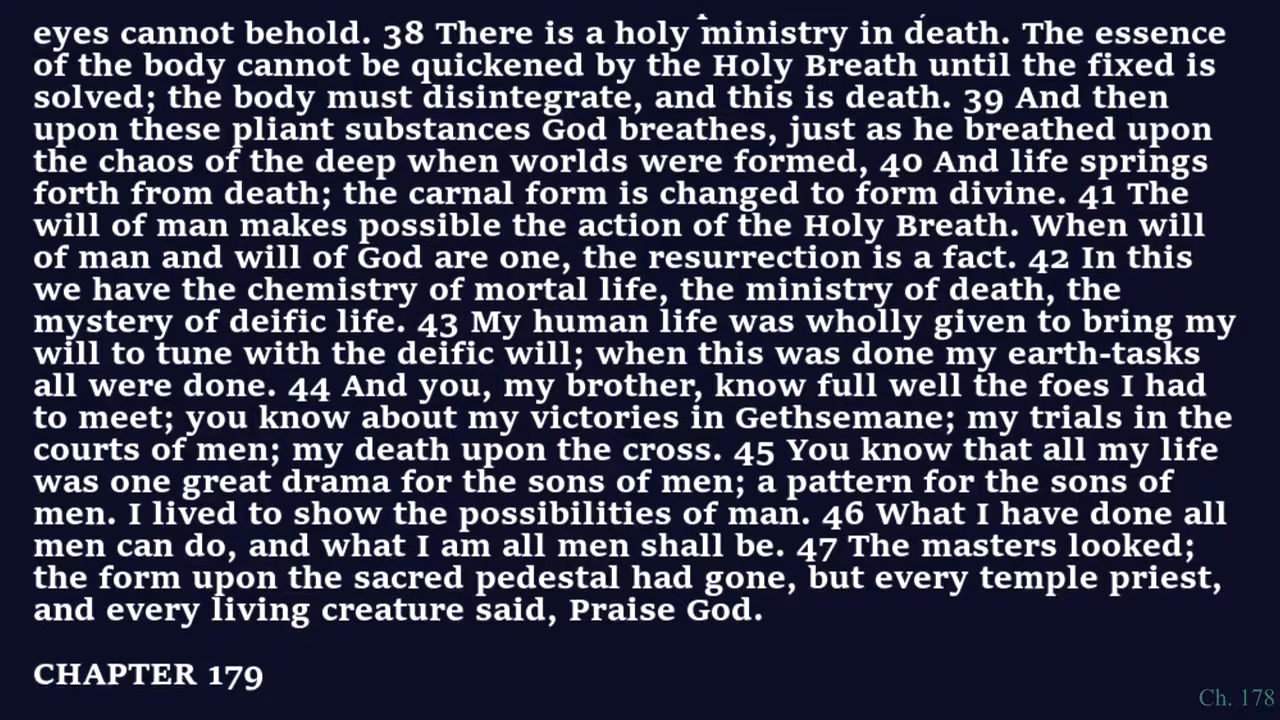 eyes cannot behold. 38 There is a holy ministry in death. The essence
of the body cannot be quickened by the Holy Breath until the fixed is
solved; the body must disintegrate, and this is death. 39 And then
upon these pliant substances God breathes, just as he breathed upon
the chaos of the deep when worlds were formed, 40 And life springs
forth from death; the carnal form is changed to form divine. 41 The
will of man makes possible the action of the Holy Breath. When will
of man and will of God are one, the resurrection is a fact. 42 In this
we have the chemistry of mortal life, the ministry of death, the
mystery of deific life. 43 My human life was wholly given to bring my
will to tune with the deific will; when this was done my earth-tasks
all were done. 44 And you, my brother, know full well the foes I had
to meet; you know about my victories in Gethsemane; my trials in the
courts of men; my death upon the cross. 45 You know that all my life
was one great drama for the sons of men; a pattern for the sons of
men. I lived to show the possibilities of man. 46 What I have done all
men can do, and what I am all men shall be. 47 The masters looked;
the form upon the sacred pedestal had gone, but every temple priest,
and every living creature said, Praise God.
CHAPTER 179
Ch. 178